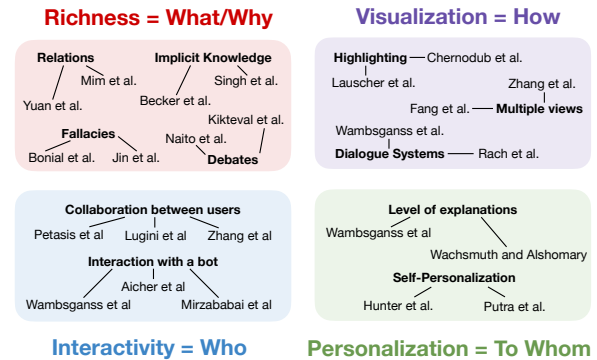 Richness = What/Why
Visualization = How
Relations
Implicit Knowledge
Mim et al.
Singh et al.
Yuan et al.
Becker et al.
Kikteval et al.
Fallacies
Naito et al.
Bonial et al.
Jin et al.
Debates
Highlighting
Chernodub et al.
Lauscher et al.
Zhang et al.
Fang et al.
Multiple views
Wambsganss et al.
Dialogue Systems
Rach et al.
Collaboration between users
Petasis et al
Lugini et al
Zhang et al
Interaction with a bot
Aicher et al
Wambsganss et al
Mirzababai et al
Level of explanations
Wambsganss et al
Wachsmuth and Alshomary
Self-Personalization
Hunter et al.
Putra et al.
Interactivity = Who
Personalization = To Whom